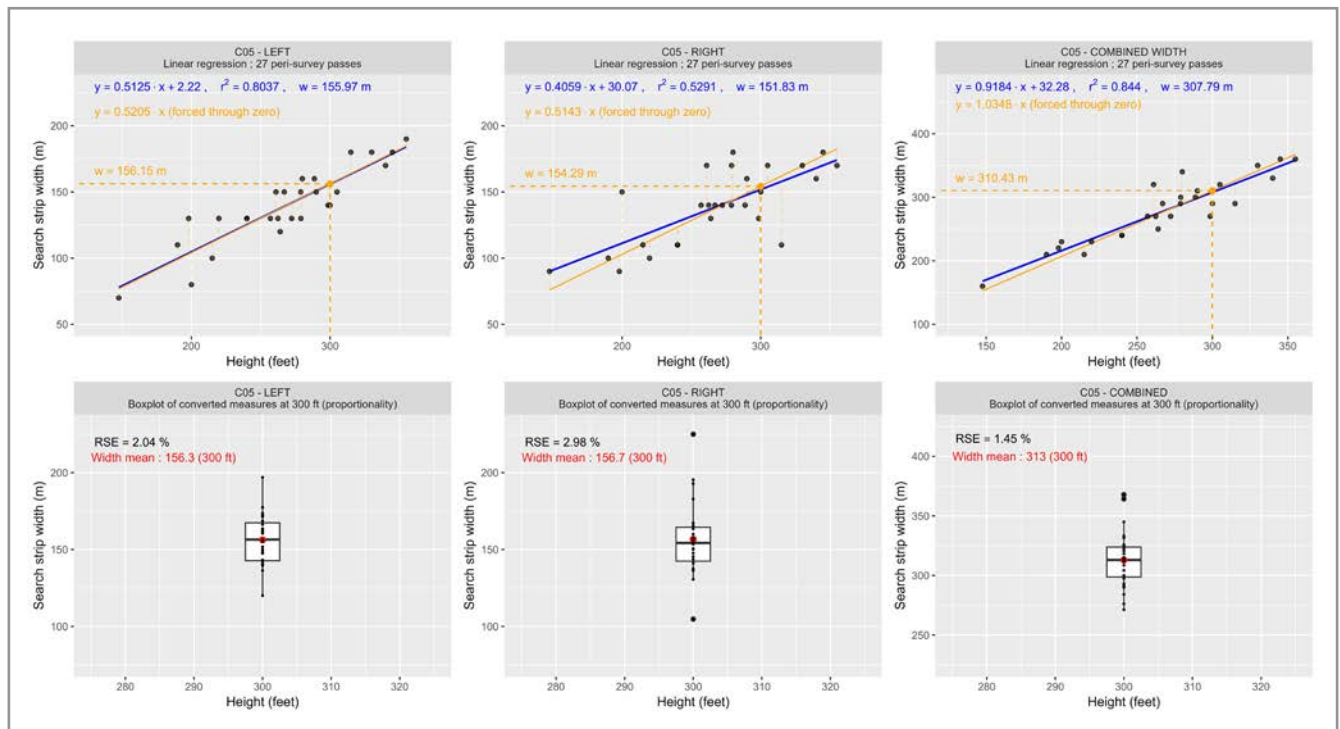 C05 - LEFT
Linear regression ; 27 peri-survey passes
y = 0.5125 · x + 2.22 , r² = 0.8037 , w = 155.97 m
y = 0.5205 · x (forced through zero)
w = 156.15 m
200
150
100
50
Search strip width (m)
200
300
Height (feet)
C05 - RIGHT
Linear regression ; 27 peri-survey passes
y = 0.4059 · x + 30.07 , r² = 0.5291 , w = 151.83 m
y = 0.5143 · x (forced through zero)
w = 154.29 m
200
150
100
50
Search strip width (m)
200
300
Height (feet)
C05 - COMBINED WIDTH
Linear regression ; 27 peri-survey passes
y = 0.9184 · x + 32.28 , r² = 0.844 , w = 307.79 m
y = 1.0348 · x (forced through zero)
w = 310.43 m
400
300
200
100
Search strip width (m)
150
200
250
300
350
Height (feet)
C05 - LEFT
Boxplot of converted measures at 300 ft (proportionality)
RSE = 2.04 %
Width mean : 156.3 (300 ft)
200
150
100
Search strip width (m)
280
290
300
310
320
Height (feet)
C05 - RIGHT
Boxplot of converted measures at 300 ft (proportionality)
RSE = 2.98 %
Width mean : 156.7 (300 ft)
200
150
100
Search strip width (m)
280
290
300
310
320
Height (feet)
C05 - COMBINED
Boxplot of converted measures at 300 ft (proportionality)
RSE = 1.45 %
Width mean : 313 (300 ft)
400
350
300
250
Search strip width (m)
280
290
300
310
320
Height (feet)